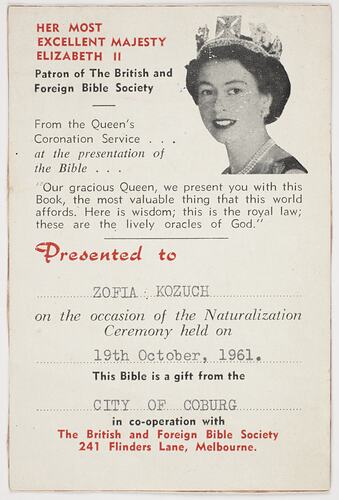 HER MOST
EXCELLENT MAJESTY
ELIZABETH II
Patron of The British and
Foreign Bible Society
From the Queen's
Coronation Service . . .
at the presentation of
the Bible . . .
"Our gracious Queen, we present you with this
Book, the most valuable thing that this world
affords. Here is wisdom; this is the royal law;
these are the lively oracles of God."
Presented to
ZOFIA KOZUCH
on the occasion of the Naturalization
Ceremony held on
19th October, 1961.
This Bible is a gift from the
CITY OF COBURG
in co-operation with
The British and Foreign Bible Society
241 Flinders Lane, Melbourne.